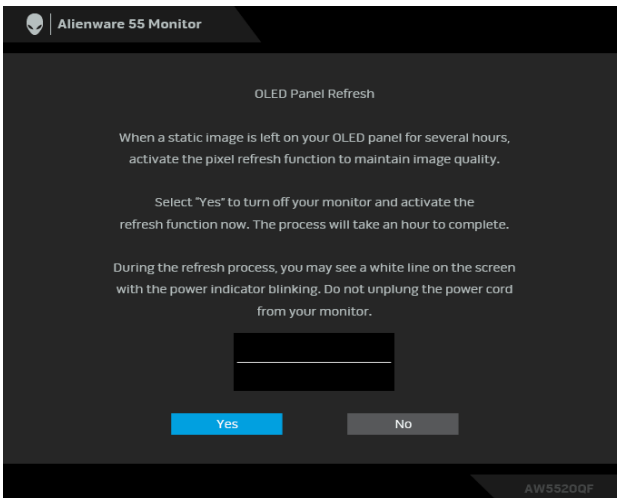 Alienware 55 Monitor
OLED Panel Refresh
When a static image is left on your OLED panel for several hours,
activate the pixel refresh function to maintain image quality.
Select "Yes" to turn off your monitor and activate the
refresh function now. The process will take an hour to complete.
During the refresh process, you may see a white line on the screen
with the power indicator blinking. Do not unplung the power cord
from your monitor.
Yes
No
AW5520QF